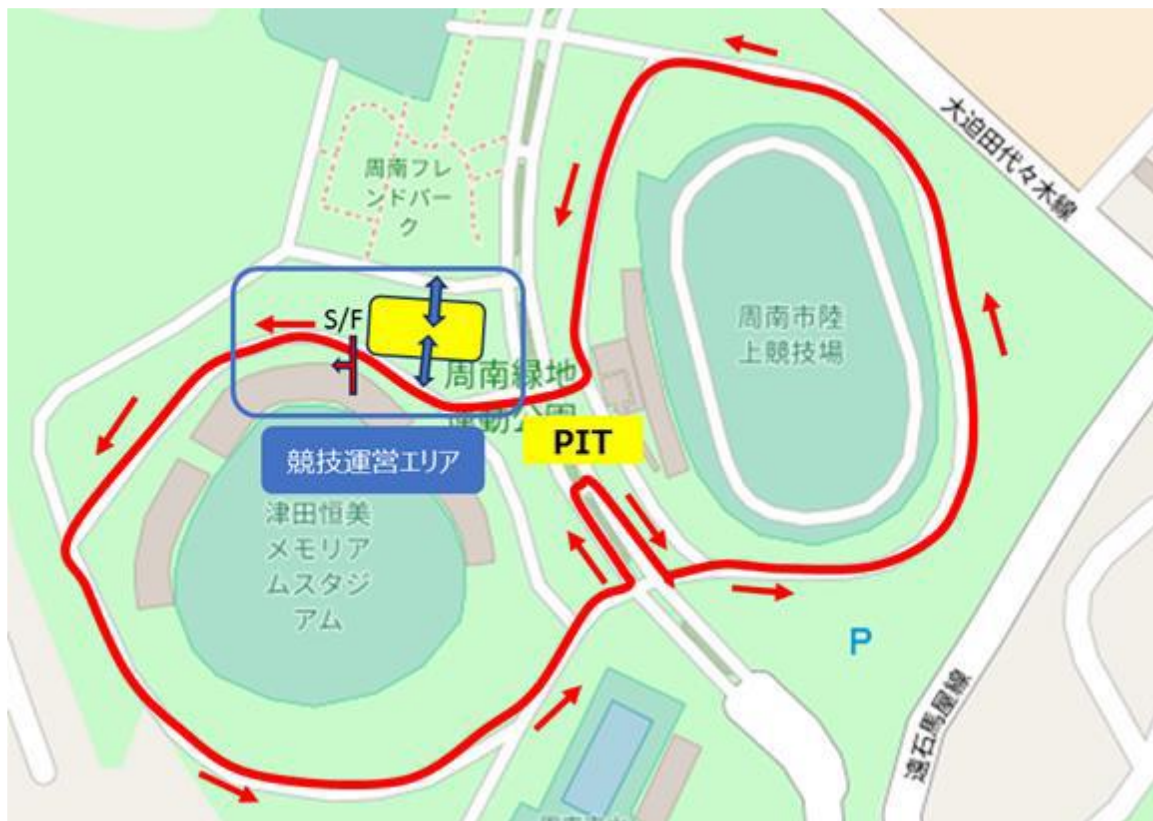 大迫田代々木線
周南フレ
ンドパー
ク
S/F
周南市陸
上競技場
周南緑地
運動公園
PIT
競技運営エリア
津田恒美
メモリア
ムスタジ
アム
P
遠石馬屋線